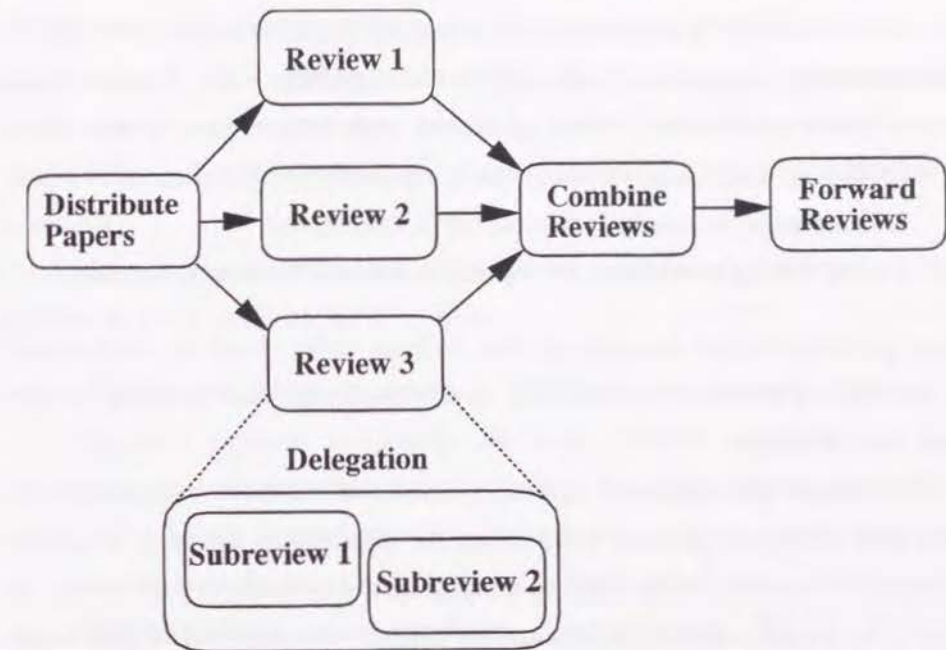 Review 1
Distribute
Papers
Review 2
Combine
Reviews
Forward
Reviews
Review 3
Delegation
Subreview 1
Subreview 2